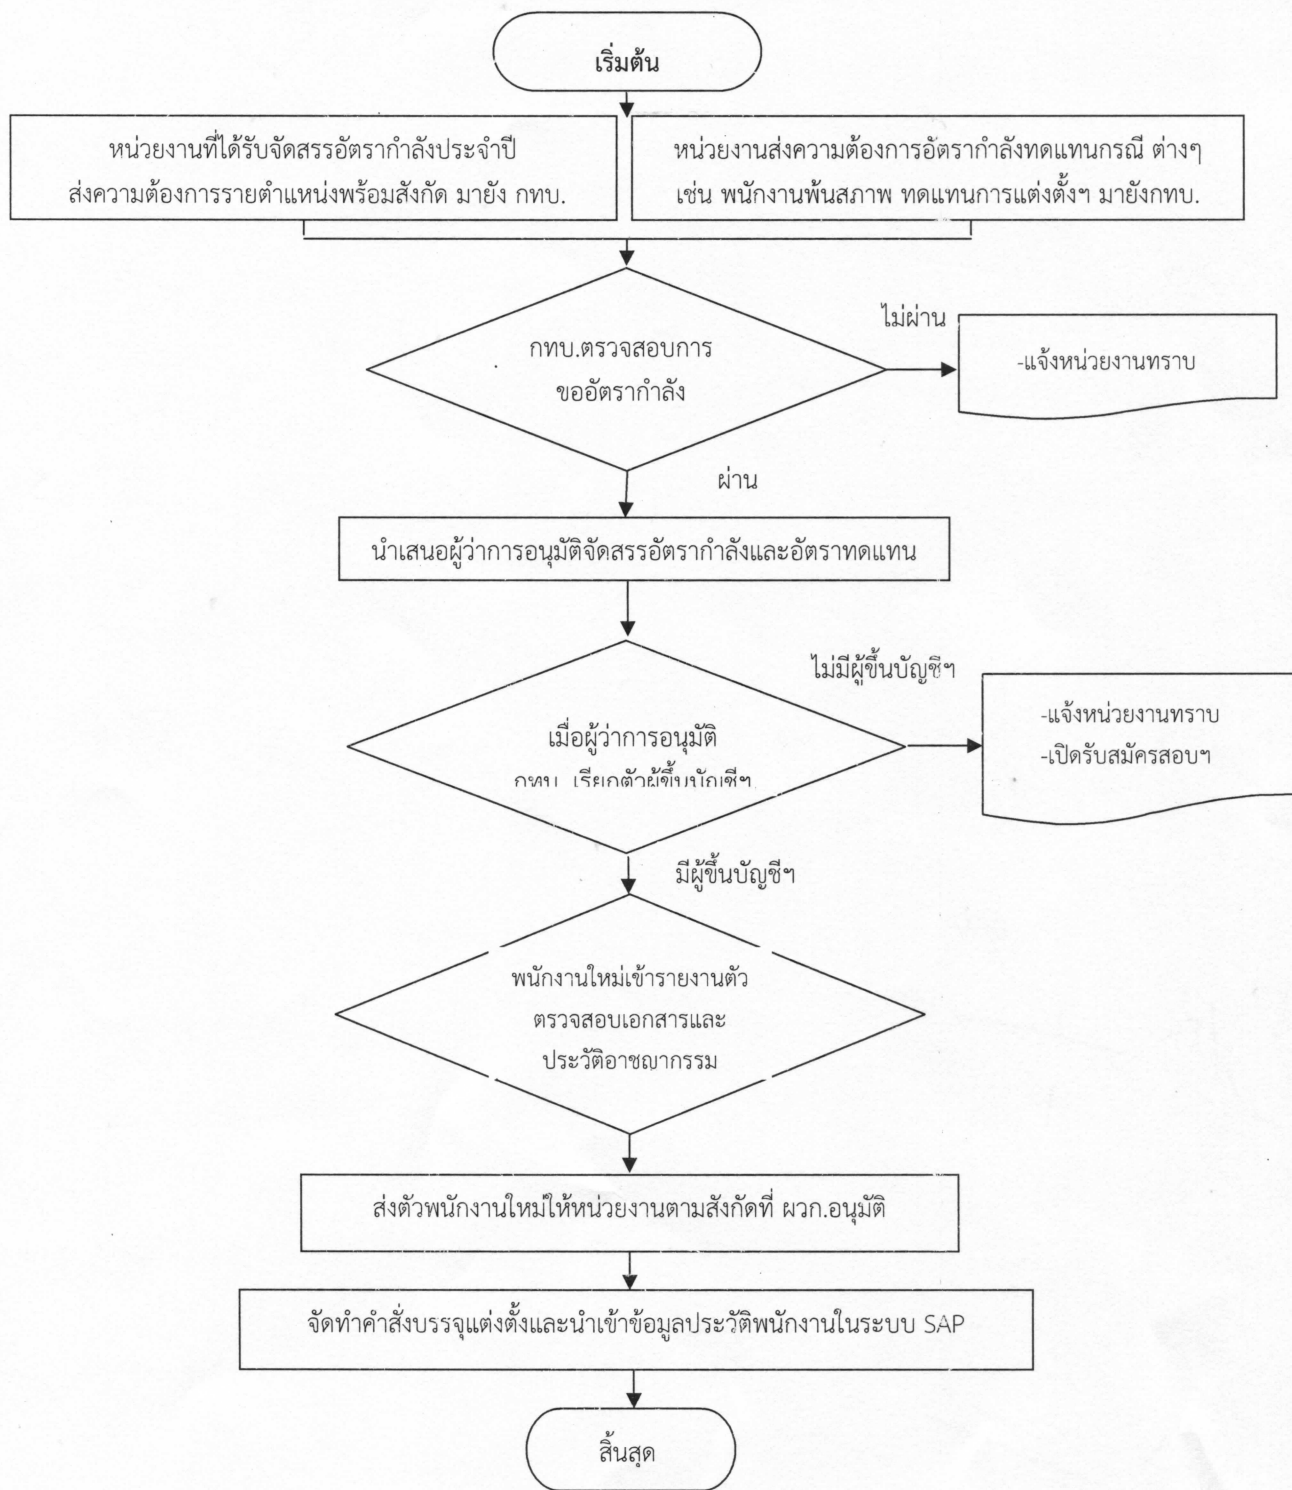 เริ่มต้น
หน่วยงานที่ได้รับจัดสรรอัตรากำลังประจำปี
ส่งความต้องการรายตำแหน่งพร้อมสังกัด มายัง กทบ.
หน่วยงานส่งความต้องการอัตรากำลังทดแทนกรณี ต่างๆ
เช่น พนักงานพ้นสภาพ ทดแทนการแต่งตั้งฯ มายังกทบ.
กทบ.ตรวจสอบการ
ขออัตรากำลัง
ไม่ผ่าน
-แจ้งหน่วยงานทราบ
ผ่าน
นำเสนอผู้ว่าการอนุมัติจัดสรรอัตรากำลังและอัตราทดแทน
เมื่อผู้ว่าการอนุมัติ
กทบ. เรียกตัวผู้ขึ้นบัญชีฯ
ไม่มีผู้ขึ้นบัญชีฯ
-แจ้งหน่วยงานทราบ
-เปิดรับสมัครสอบฯ
มีผู้ขึ้นบัญชีฯ
พนักงานใหม่เข้ารายงานตัว
ตรวจสอบเอกสารและ
ประวัติอาชญากรรม
ส่งตัวพนักงานใหม่ให้หน่วยงานตามสังกัดที่ ผวก.อนุมัติ
จัดทำคำสั่งบรรจุแต่งตั้งและนำเข้าข้อมูลประวัติพนักงานในระบบ SAP
สิ้นสุด